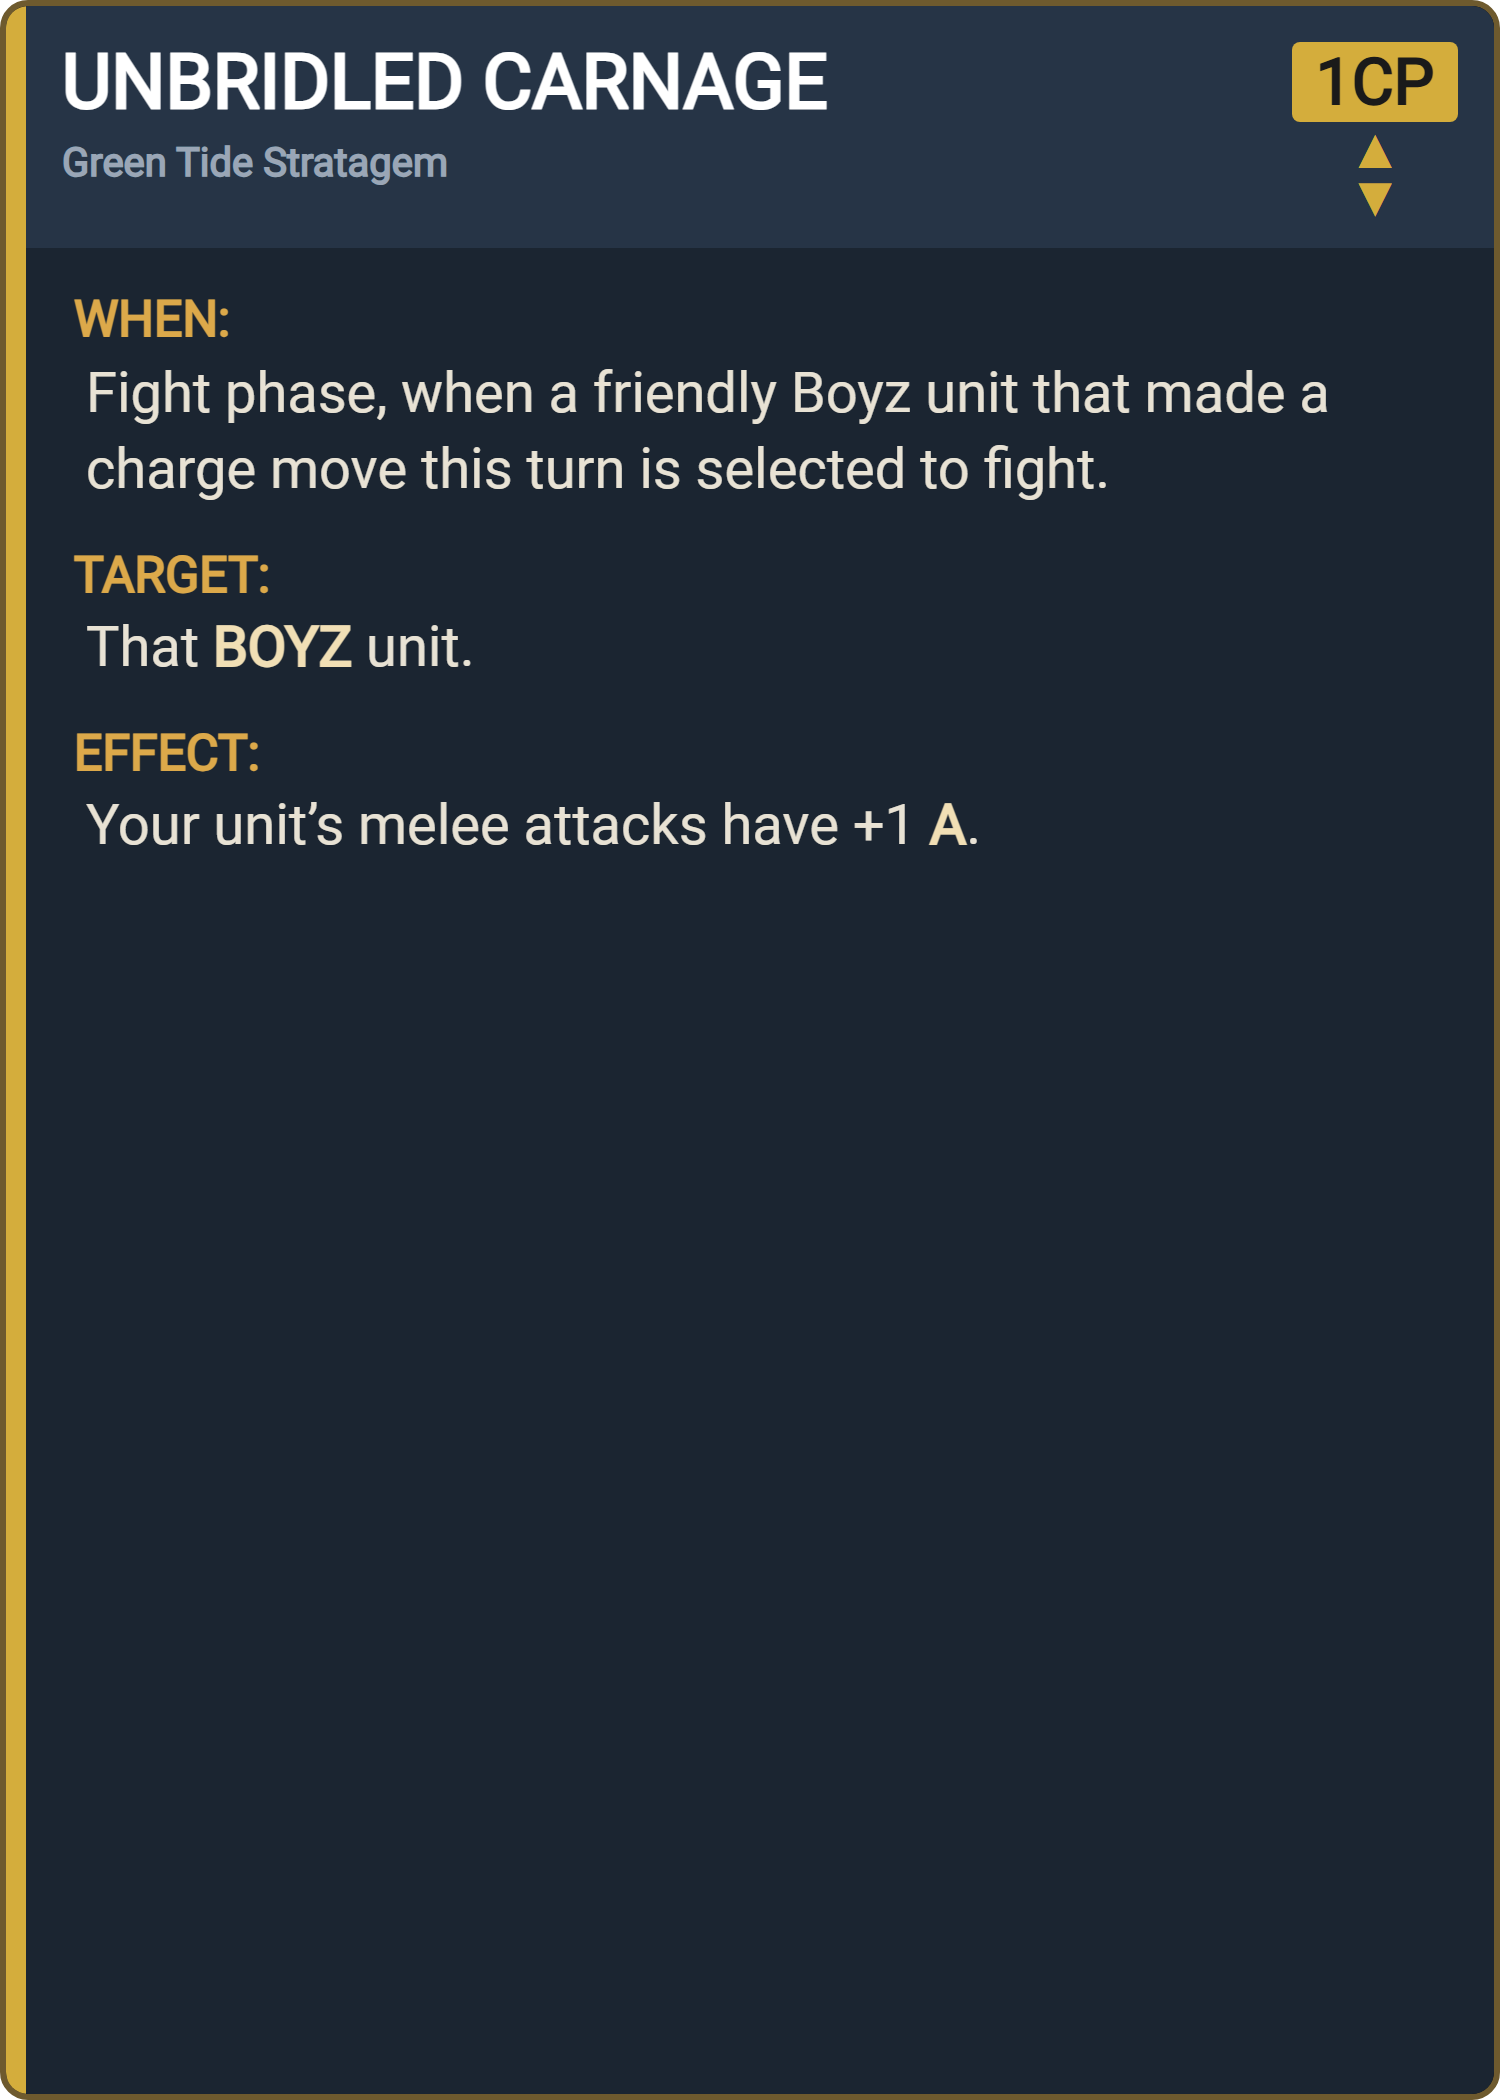 UNBRIDLED CARNAGE
1CP
Green Tide Stratagem
▲
▼
WHEN:
Fight phase, when a friendly Boyz unit that made a
charge move this turn is selected to fight.
TARGET:
That BOYZ unit.
EFFECT:
Your unit’s melee attacks have +1 A.